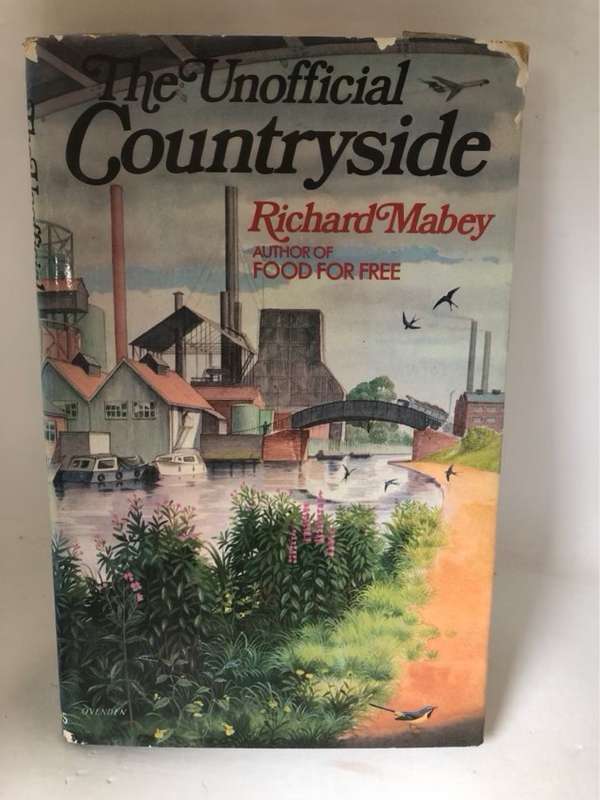 The Unofficial
Countryside
Richard Mabey
AUTHOR OF
FOOD FOR FREE
OVENDEN